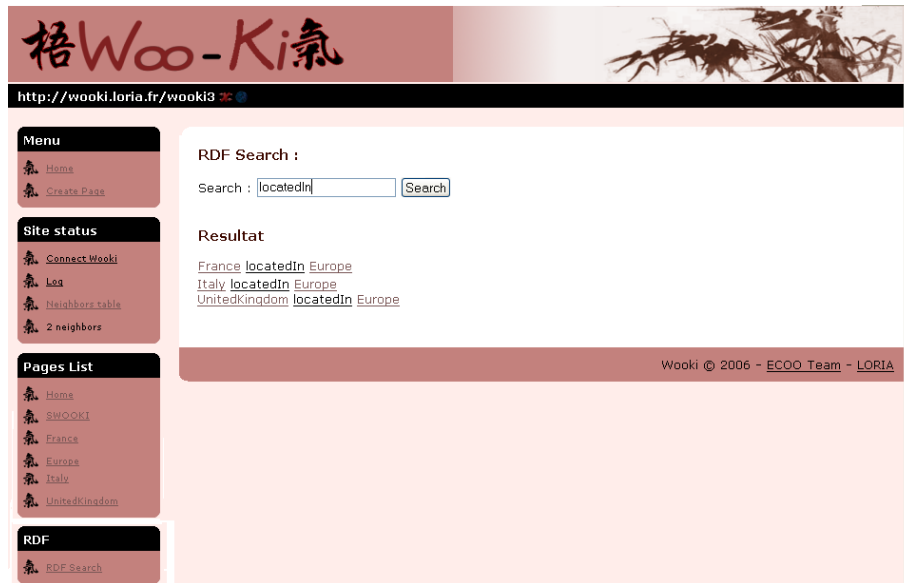 梧Woo-Ki氣
http://wooki.loria.fr/wooki3
Menu
Home
Create Page
Site status
Connect Wooki
Log
Neighbors table
2 neighbors
Pages List
Home
SWOOKI
France
Europe
Italy
UnitedKingdom
RDF
RDF Search
RDF Search :
Search : locatedIn Search
Resultat
France locatedIn Europe
Italy locatedIn Europe
UnitedKingdom locatedIn Europe
Wooki © 2006 - ECOO Team - LORIA